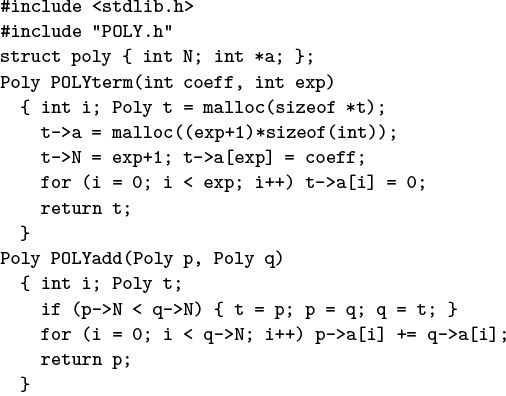 #include <stdlib.h>
#include "POLY.h"
struct poly { int N; int *a; };
Poly POLYterm(int coeff, int exp)
  { int i; Poly t = malloc(sizeof *t);
    t->a = malloc((exp+1)*sizeof(int));
    t->N = exp+1; t->a[exp] = coeff;
    for (i = 0; i < exp; i++) t->a[i] = 0;
    return t;
  }
Poly POLYadd(Poly p, Poly q)
  { int i; Poly t;
    if (p->N < q->N) { t = p; p = q; q = t; }
    for (i = 0; i < q->N; i++) p->a[i] += q->a[i];
    return p;
  }